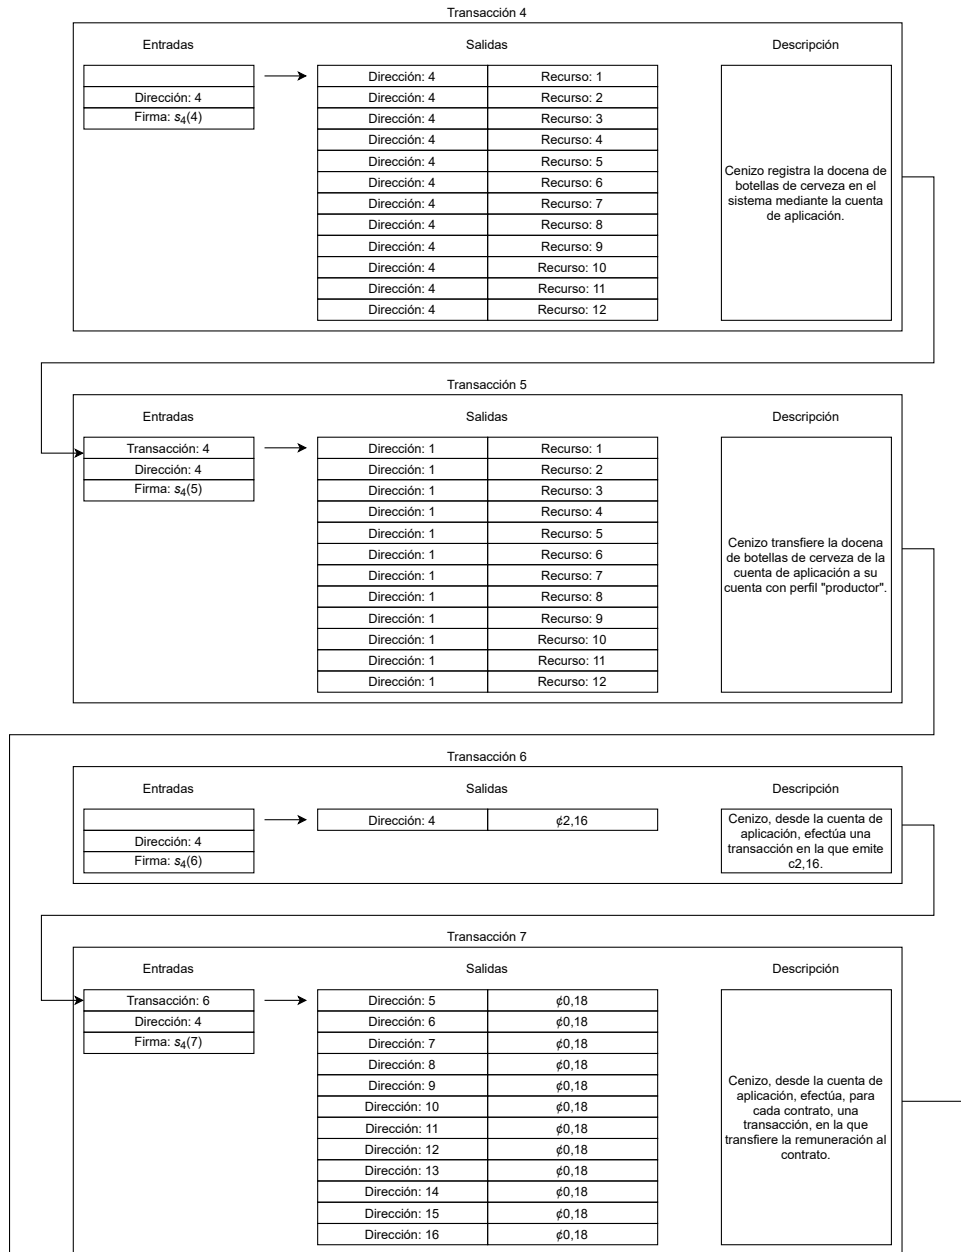 Transacción 4
Entradas Salidas Descripción
Dirección: 4 Recurso: 1
Dirección: 4 Dirección: 4 Recurso: 2
Firma: s4(4) Dirección: 4 Recurso: 3
Dirección: 4 Recurso: 4
Dirección: 4 Recurso: 5
Dirección: 4 Recurso: 6
Dirección: 4 Recurso: 7
Dirección: 4 Recurso: 8
Dirección: 4 Recurso: 9
Dirección: 4 Recurso: 10
Dirección: 4 Recurso: 11
Dirección: 4 Recurso: 12
Cenizo registra la docena de
botellas de cerveza en el
sistema mediante la cuenta
de aplicación.
Transacción 5
Entradas Salidas Descripción
Transacción: 4 Dirección: 1 Recurso: 1
Dirección: 4 Dirección: 1 Recurso: 2
Firma: s4(5) Dirección: 1 Recurso: 3
Dirección: 1 Recurso: 4
Dirección: 1 Recurso: 5
Dirección: 1 Recurso: 6
Dirección: 1 Recurso: 7
Dirección: 1 Recurso: 8
Dirección: 1 Recurso: 9
Dirección: 1 Recurso: 10
Dirección: 1 Recurso: 11
Dirección: 1 Recurso: 12
Cenizo transfiere la docena
de botellas de cerveza de la
cuenta de aplicación a su
cuenta con perfil "productor".
Transacción 6
Entradas Salidas Descripción
Dirección: 4 ¢2,16
Dirección: 4
Firma: s4(6)
Cenizo, desde la cuenta de
aplicación, efectúa una
transacción en la que emite
c2,16.
Transacción 7
Entradas Salidas Descripción
Transacción: 6 Dirección: 5 ¢0,18
Dirección: 4 Dirección: 6 ¢0,18
Firma: s4(7) Dirección: 7 ¢0,18
Dirección: 8 ¢0,18
Dirección: 9 ¢0,18
Dirección: 10 ¢0,18
Dirección: 11 ¢0,18
Dirección: 12 ¢0,18
Dirección: 13 ¢0,18
Dirección: 14 ¢0,18
Dirección: 15 ¢0,18
Dirección: 16 ¢0,18
Cenizo, desde la cuenta de
aplicación, efectúa, para
cada contrato, una
transacción, en la que
transfiere la remuneración al
contrato.